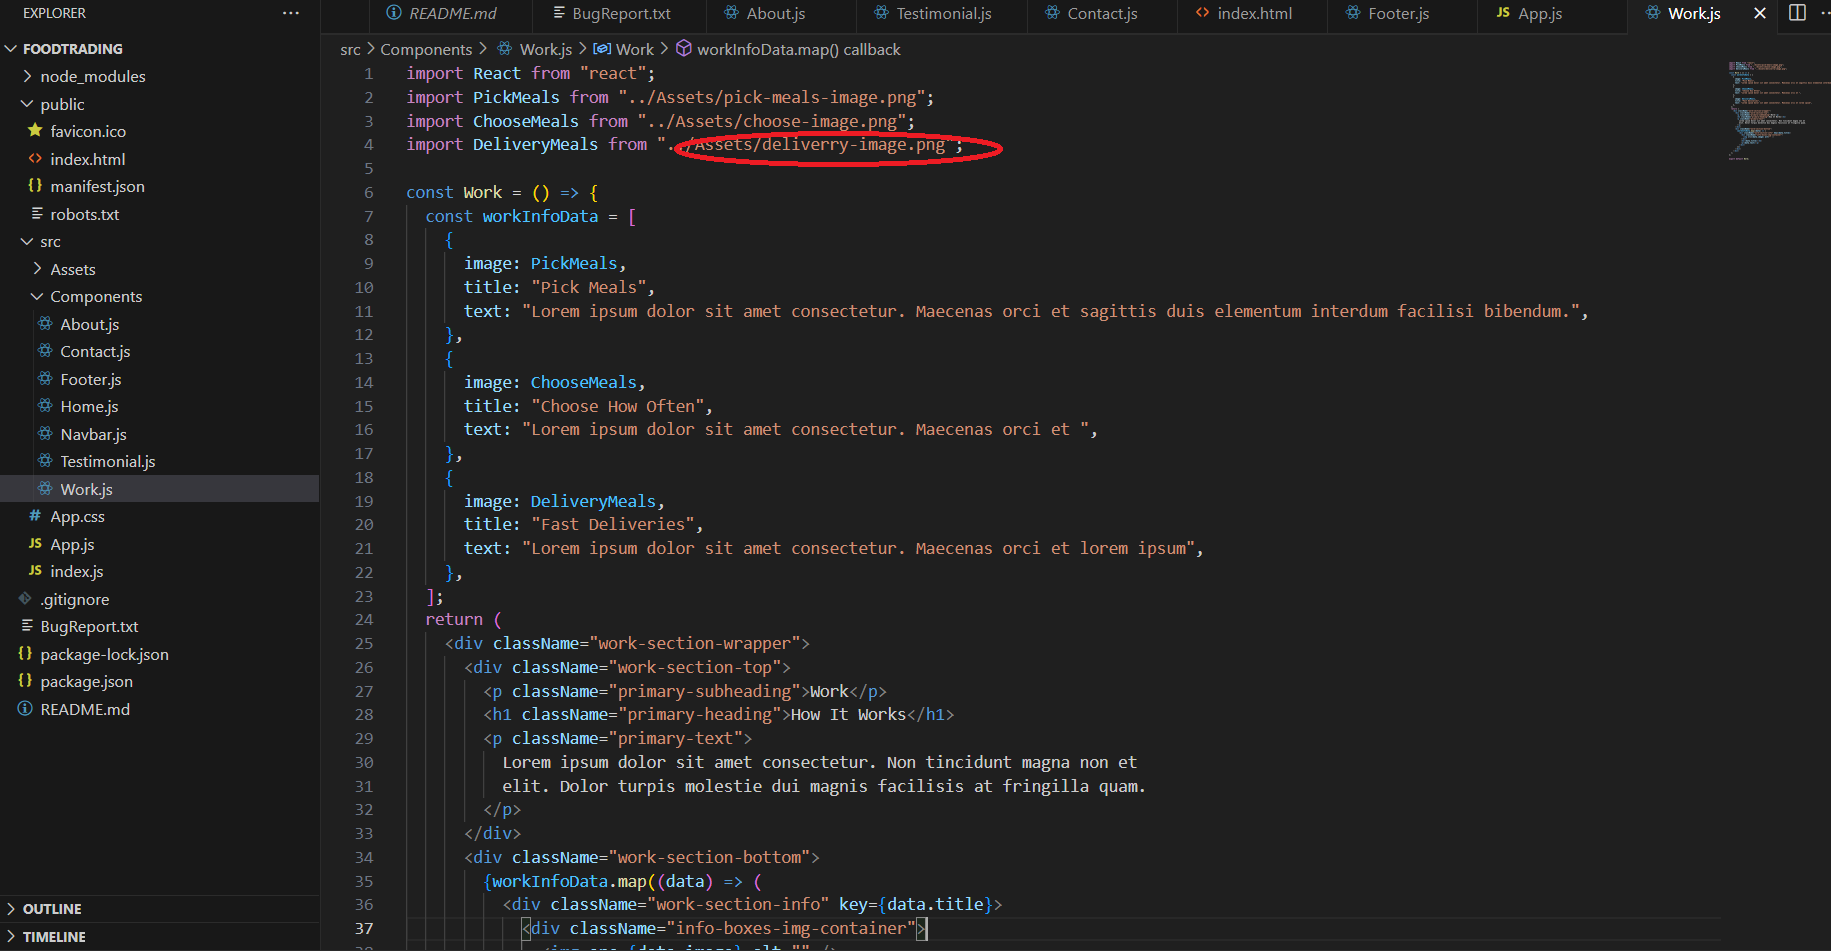 EXPLORER
FOODTRADING
node_modules
public
favicon.ico
index.html
manifest.json
robots.txt
src
Assets
Components
About.js
Contact.js
Footer.js
Home.js
Navbar.js
Testimonial.js
Work.js
App.css
App.js
index.js
.gitignore
BugReport.txt
package-lock.json
package.json
README.md
OUTLINE
TIMELINE
README.md BugReport.txt About.js Testimonial.js Contact.js index.html Footer.js App.js Work.js
src > Components > Work.js > Work > workInfoData.map() callback
1 import React from "react";
2 import PickMeals from "../Assets/pick-meals-image.png";
3 import ChooseMeals from "../Assets/choose-image.png";
4 import DeliveryMeals from "../Assets/deliverry-image.png";
5
6 const Work = () => {
7 const workInfoData = [
8 {
9 image: PickMeals,
10 title: "Pick Meals",
11 text: "Lorem ipsum dolor sit amet consectetur. Maecenas orci et sagittis duis elementum interdum facilisi bibendum.",
12 },
13 {
14 image: ChooseMeals,
15 title: "Choose How Often",
16 text: "Lorem ipsum dolor sit amet consectetur. Maecenas orci et ",
17 },
18 {
19 image: DeliveryMeals,
20 title: "Fast Deliveries",
21 text: "Lorem ipsum dolor sit amet consectetur. Maecenas orci et lorem ipsum",
22 },
23 ];
24 return (
25 <div className="work-section-wrapper">
26 <div className="work-section-top">
27 <p className="primary-subheading">Work</p>
28 <h1 className="primary-heading">How It Works</h1>
29 <p className="primary-text">
30 Lorem ipsum dolor sit amet consectetur. Non tincidunt magna non et
31 elit. Dolor turpis molestie dui magnis facilisis at fringilla quam.
32 </p>
33 </div>
34 <div className="work-section-bottom">
35 {workInfoData.map((data) => (
36 <div className="work-section-info" key={data.title}>
37 <div className="info-boxes-img-container">